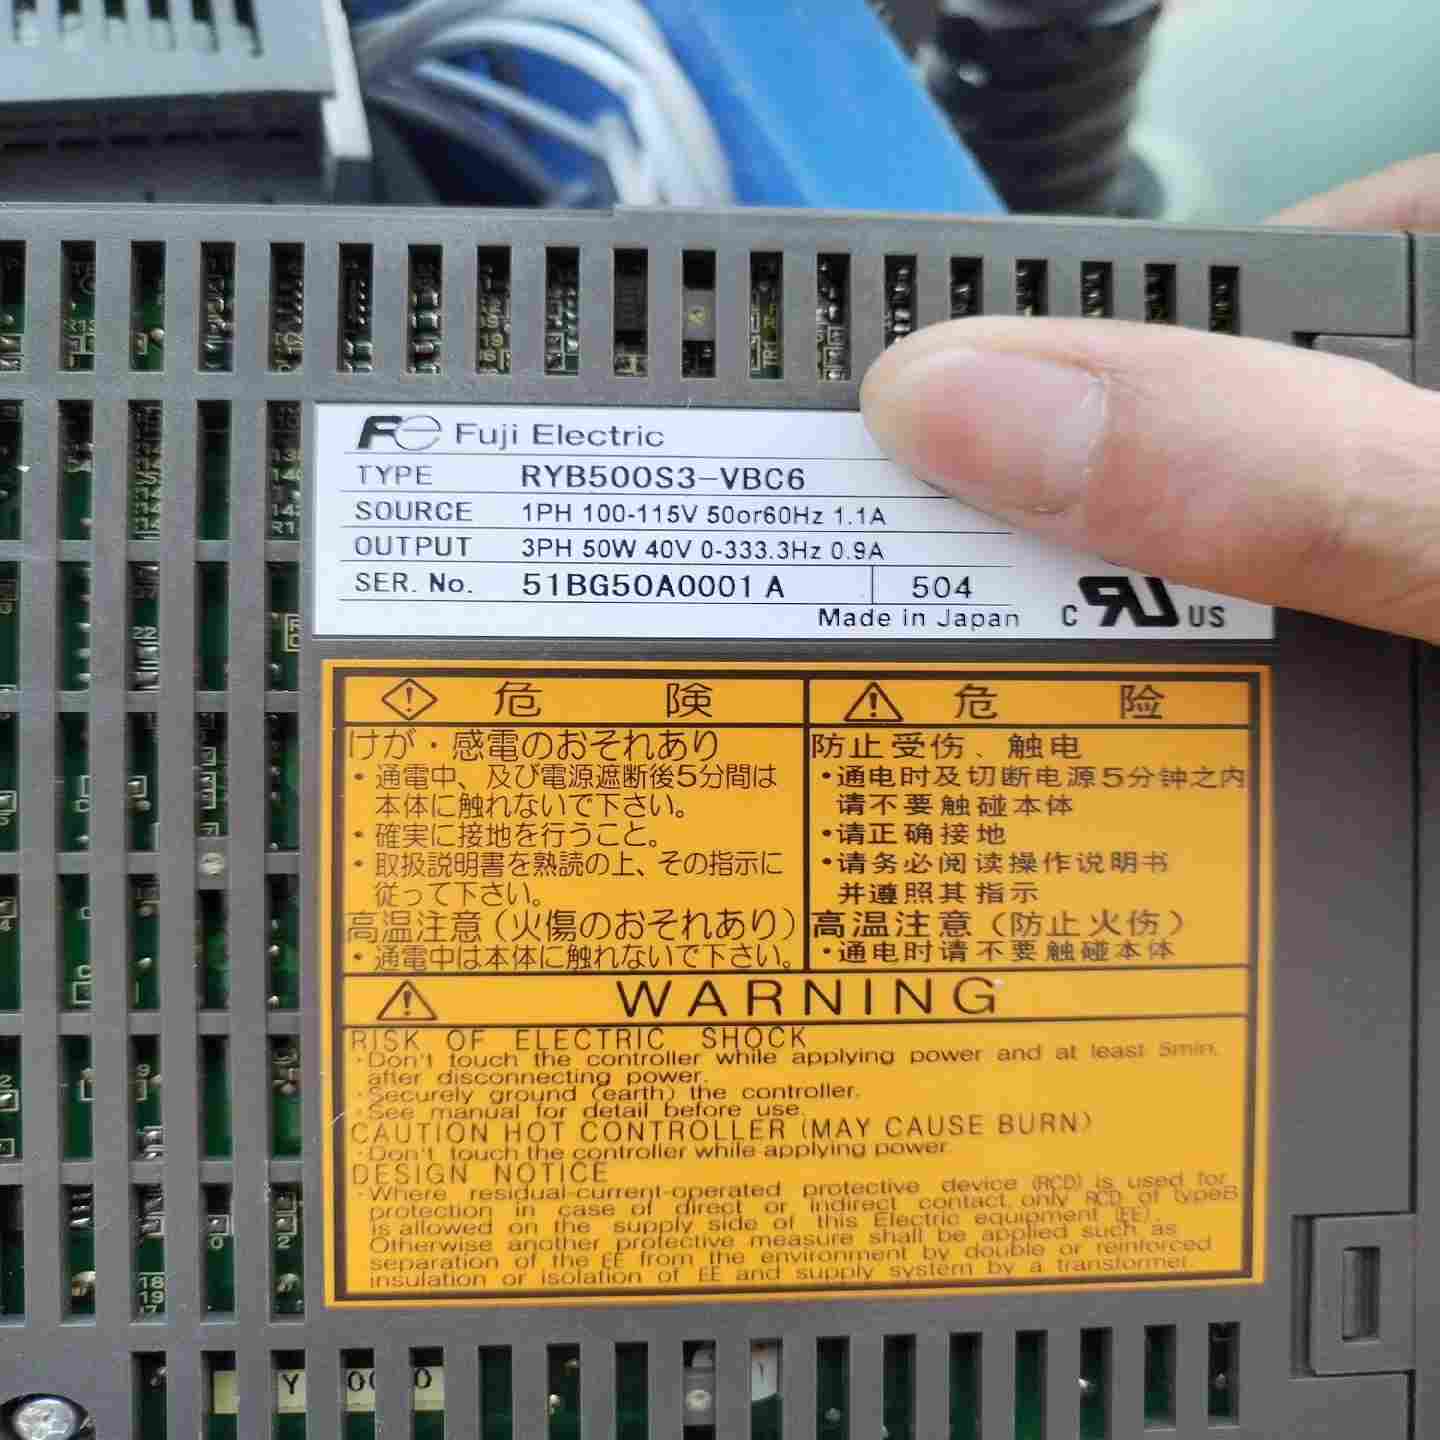 Fe Fuji Electric
TYPE RYB500S3-VBC6
SOURCE 1PH 100-115V 50or60Hz 1.1A
OUTPUT 3PH 50W 40V 0-333.3Hz 0.9A
SER. No. 51BG50A0001 A 504
Made in Japan
C RU US
危 険
けが・感電のおそれあり
・通電中、及び電源遮断後5分間は
本体に触れないで下さい。
・確実に接地を行うこと。
・取扱説明書を熟読の上、その指示に
従って下さい。
高温注意(火傷のおそれあり)
・通電中は本体に触れないで下さい。
危 险
防止受伤、触电
・通电时及切断电源5分钟之内
请不要触碰本体
・请正确接地
・请务必阅读操作说明书
并遵照其指示
高温注意(防止火伤)
・通电时请不要触碰本体
WARNING
RISK OF ELECTRIC SHOCK
・Don't touch the controller while applying power and at least 5min.
after disconnecting power.
・Securely ground (earth) the controller.
・See manual for detail before use.
CAUTION HOT CONTROLLER (MAY CAUSE BURN)
・Don't touch the controller while applying power.
DESIGN NOTICE
・Where residual-current-operated protective device (RCD) is used for
protection in case of direct or indirect contact, only RCD of typeB
is allowed on the supply side of this Electric equipment (EE).
Otherwise another protective measure shall be applied such as
separation of the EE from the environment by double or reinforced
insulation or isolation of EE and supply system by a transformer.